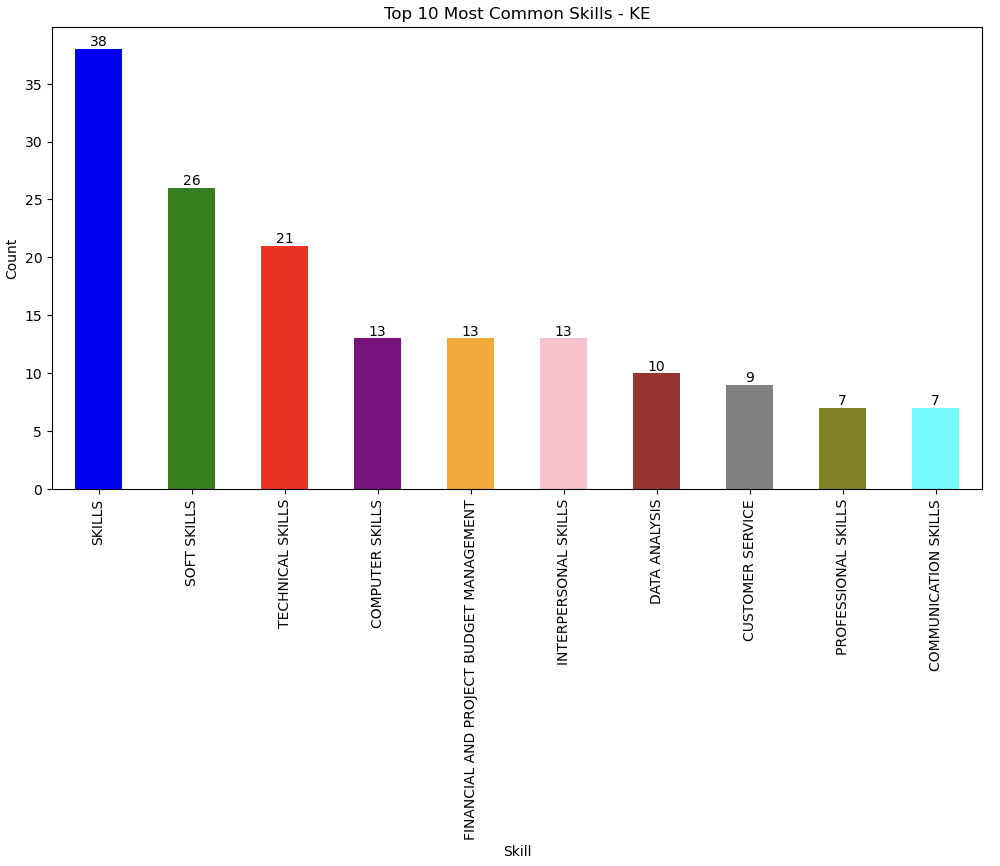 Top 10 Most Common Skills - KE
Count
35
30
25
20
15
10
5
0
38
26
21
13
13
13
10
9
7
7
SKILLS
SOFT SKILLS
TECHNICAL SKILLS
COMPUTER SKILLS
FINANCIAL AND PROJECT BUDGET MANAGEMENT
INTERPERSONAL SKILLS
DATA ANALYSIS
CUSTOMER SERVICE
PROFESSIONAL SKILLS
COMMUNICATION SKILLS
Skill